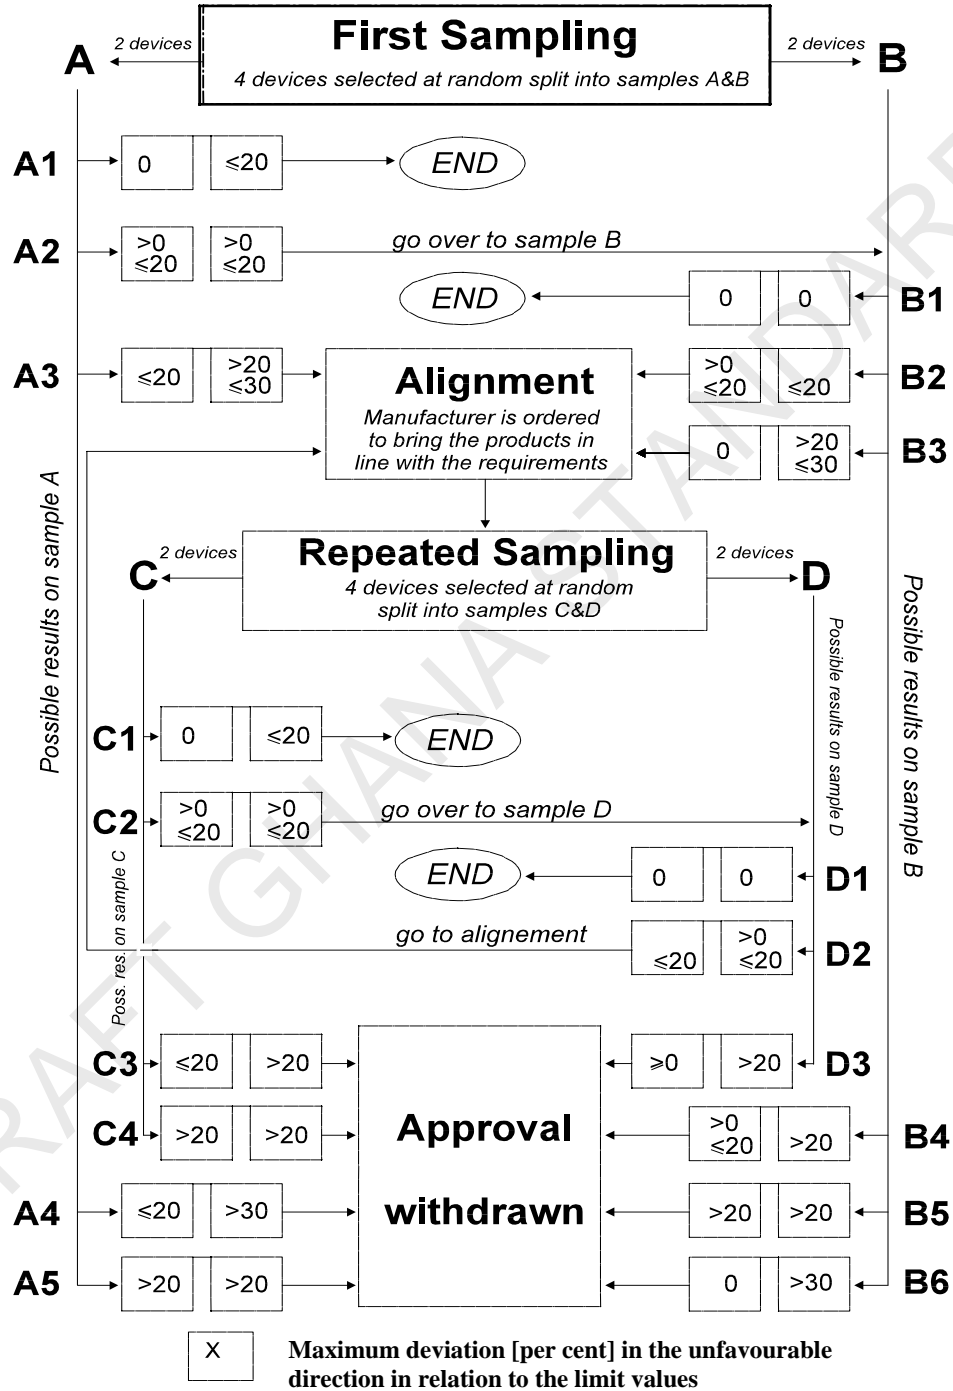 First Sampling
4 devices selected at random split into samples A&B
A
2 devices
2 devices
B
A1
0
≤20
END
A2
>0
≤20
>0
≤20
go over to sample B
END
0
0
B1
A3
≤20
>20
≤30
Alignment
Manufacturer is ordered
to bring the products in
line with the requirements
>0
≤20
≤20
B2
0
>20
≤30
B3
Possible results on sample A
Repeated Sampling
4 devices selected at random
split into samples C&D
C
2 devices
2 devices
D
Possible results on sample D
Possible results on sample B
C1
0
≤20
END
C2
>0
≤20
>0
≤20
go over to sample D
Poss. res. on sample C
END
0
0
D1
go to alignement
≤20
>0
≤20
D2
C3
≤20
>20
Approval
withdrawn
≥0
>20
D3
C4
>20
>20
>0
≤20
>20
B4
A4
≤20
>30
>20
>20
B5
A5
>20
>20
0
>30
B6
X
Maximum deviation [per cent] in the unfavourable
direction in relation to the limit values
RAFT GHANA STANDAR